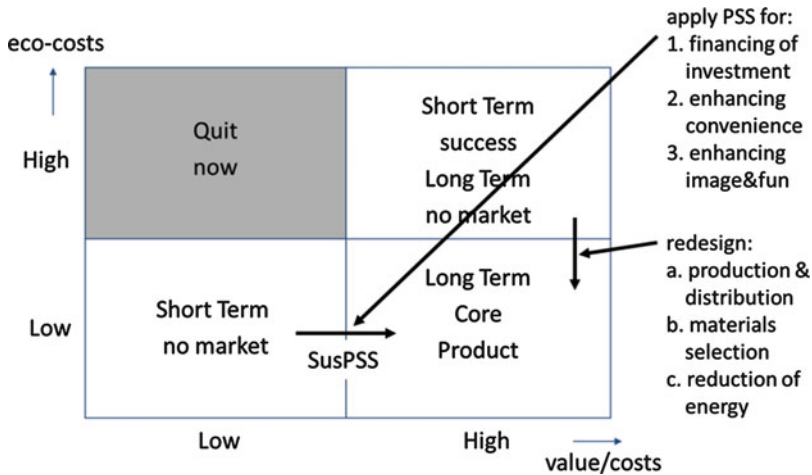 eco-costs
High
Low
Quit
now
Short Term
success
Long Term
no market
Short Term
no market
SusPSS
Long Term
Core
Product
Low
High
value/costs
apply PSS for:
1. financing of
investment
2. enhancing
convenience
3. enhancing
image&fun
redesign:
a. production &
distribution
b. materials
selection
c. reduction of
energy